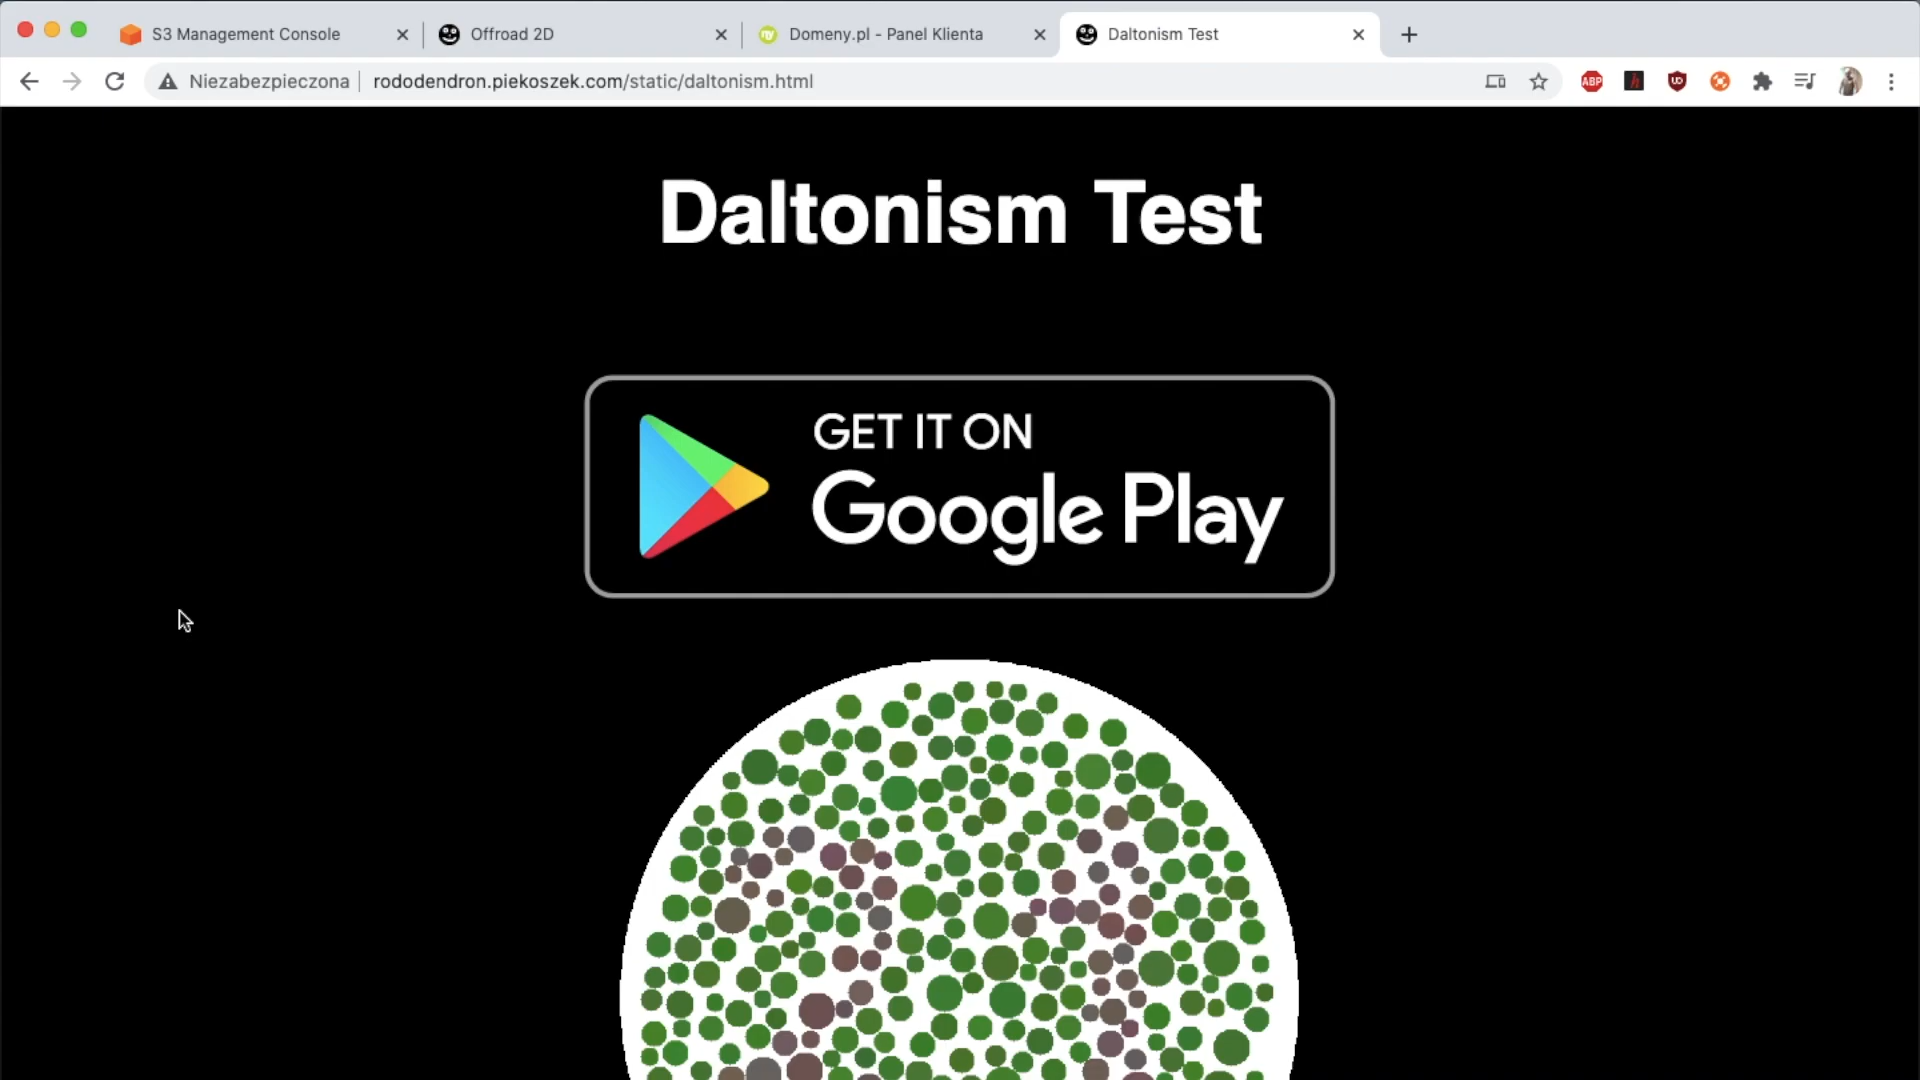 S3 Management Console
Offroad 2D
Domeny.pl - Panel Klienta
Daltonism Test
Niezabezpieczona
rododendron.piekoszek.com/static/daltonism.html
ABP
Daltonism Test
GET IT ON
Google Play